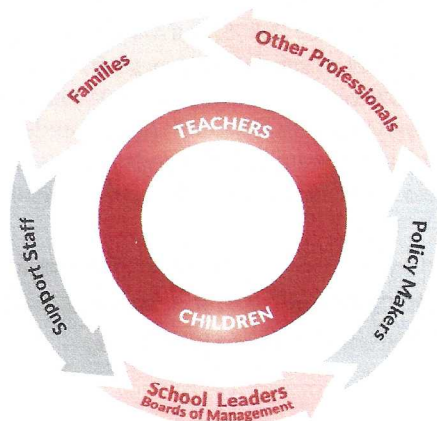 Other Professionals
Families
TEACHERS
Support Staff
Policy Makers
CHILDREN
School Leaders
Boards of Management